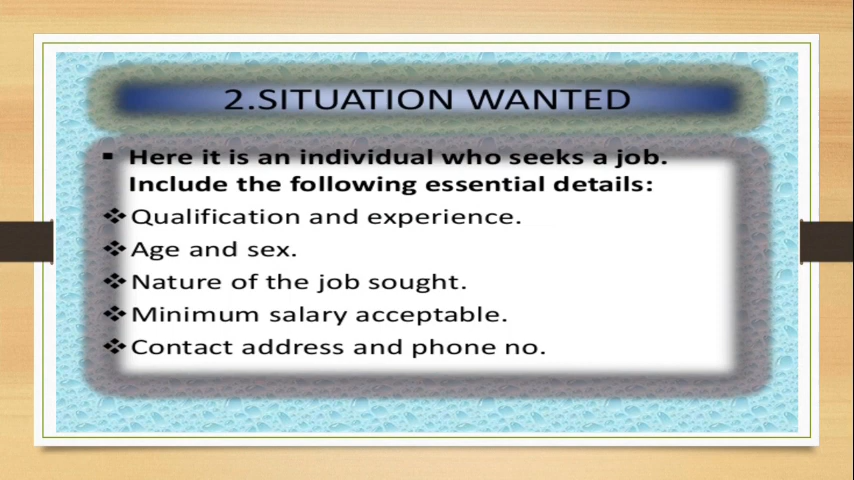 2.SITUATION WANTED
▪ Here it is an individual who seeks a job.
Include the following essential details:
❖Qualification and experience.
❖Age and sex.
❖Nature of the job sought.
❖Minimum salary acceptable.
❖Contact address and phone no.